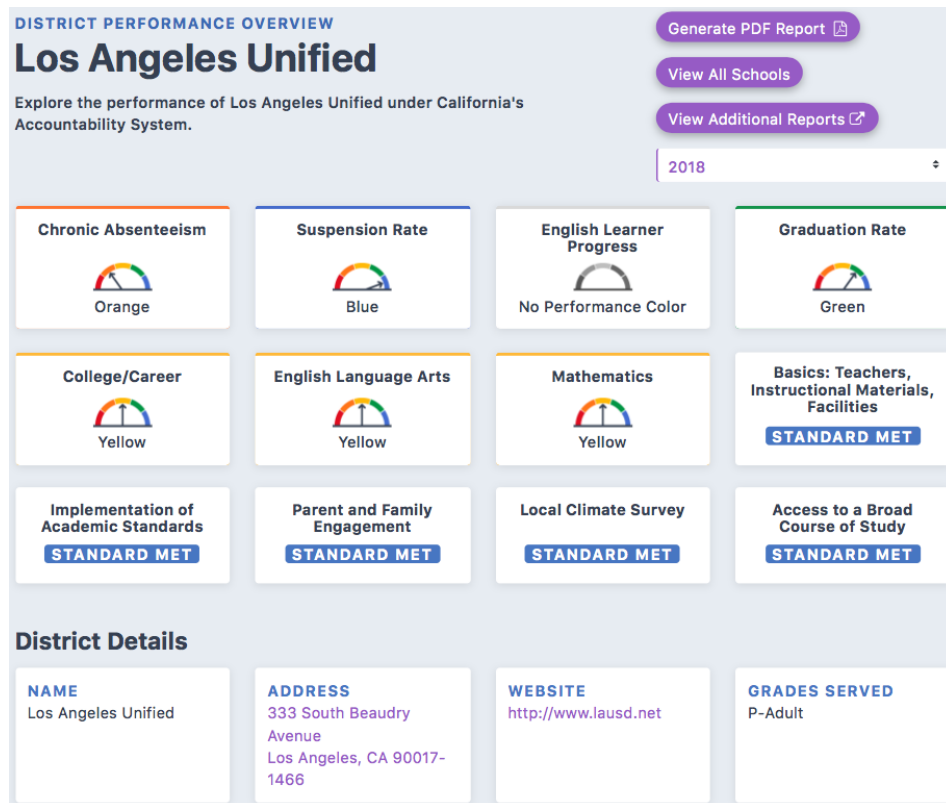 DISTRICT PERFORMANCE OVERVIEW
Los Angeles Unified
Explore the performance of Los Angeles Unified under California's
Accountability System.
Generate PDF Report
View All Schools
View Additional Reports
2018
Chronic Absenteeism
Orange
Suspension Rate
Blue
English Learner
Progress
No Performance Color
Graduation Rate
Green
College/Career
Yellow
English Language Arts
Yellow
Mathematics
Yellow
Basics: Teachers,
Instructional Materials,
Facilities
STANDARD MET
Implementation of
Academic Standards
STANDARD MET
Parent and Family
Engagement
STANDARD MET
Local Climate Survey
STANDARD MET
Access to a Broad
Course of Study
STANDARD MET
District Details
NAME
Los Angeles Unified
ADDRESS
333 South Beaudry
Avenue
Los Angeles, CA 90017-
1466
WEBSITE
http://www.lausd.net
GRADES SERVED
P-Adult